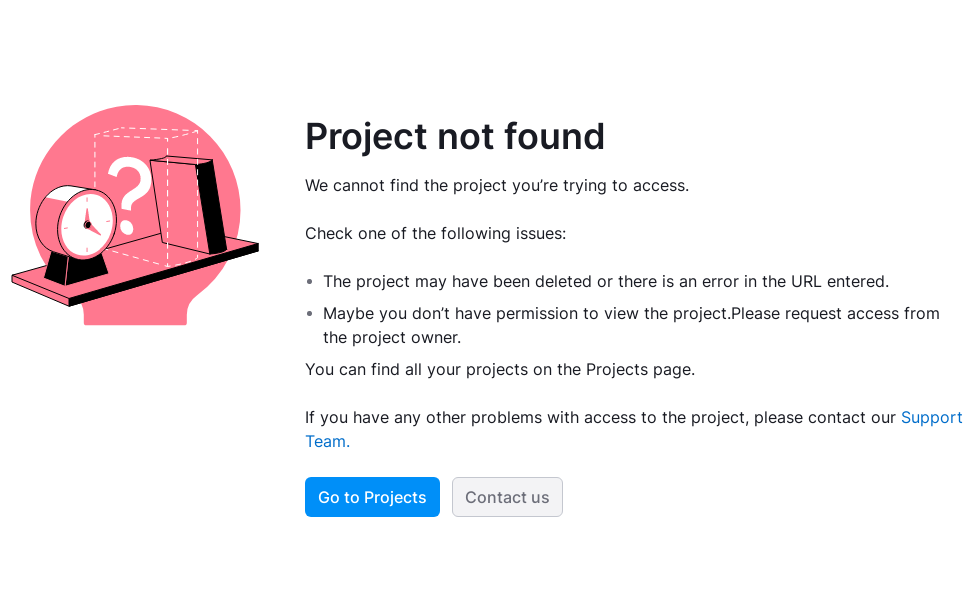 ?
Project not found
We cannot find the project you’re trying to access.
Check one of the following issues:
The project may have been deleted or there is an error in the URL entered.
Maybe you don’t have permission to view the project.Please request access from
the project owner.
You can find all your projects on the Projects page.
If you have any other problems with access to the project, please contact our Support
Team.
Go to Projects
Contact us